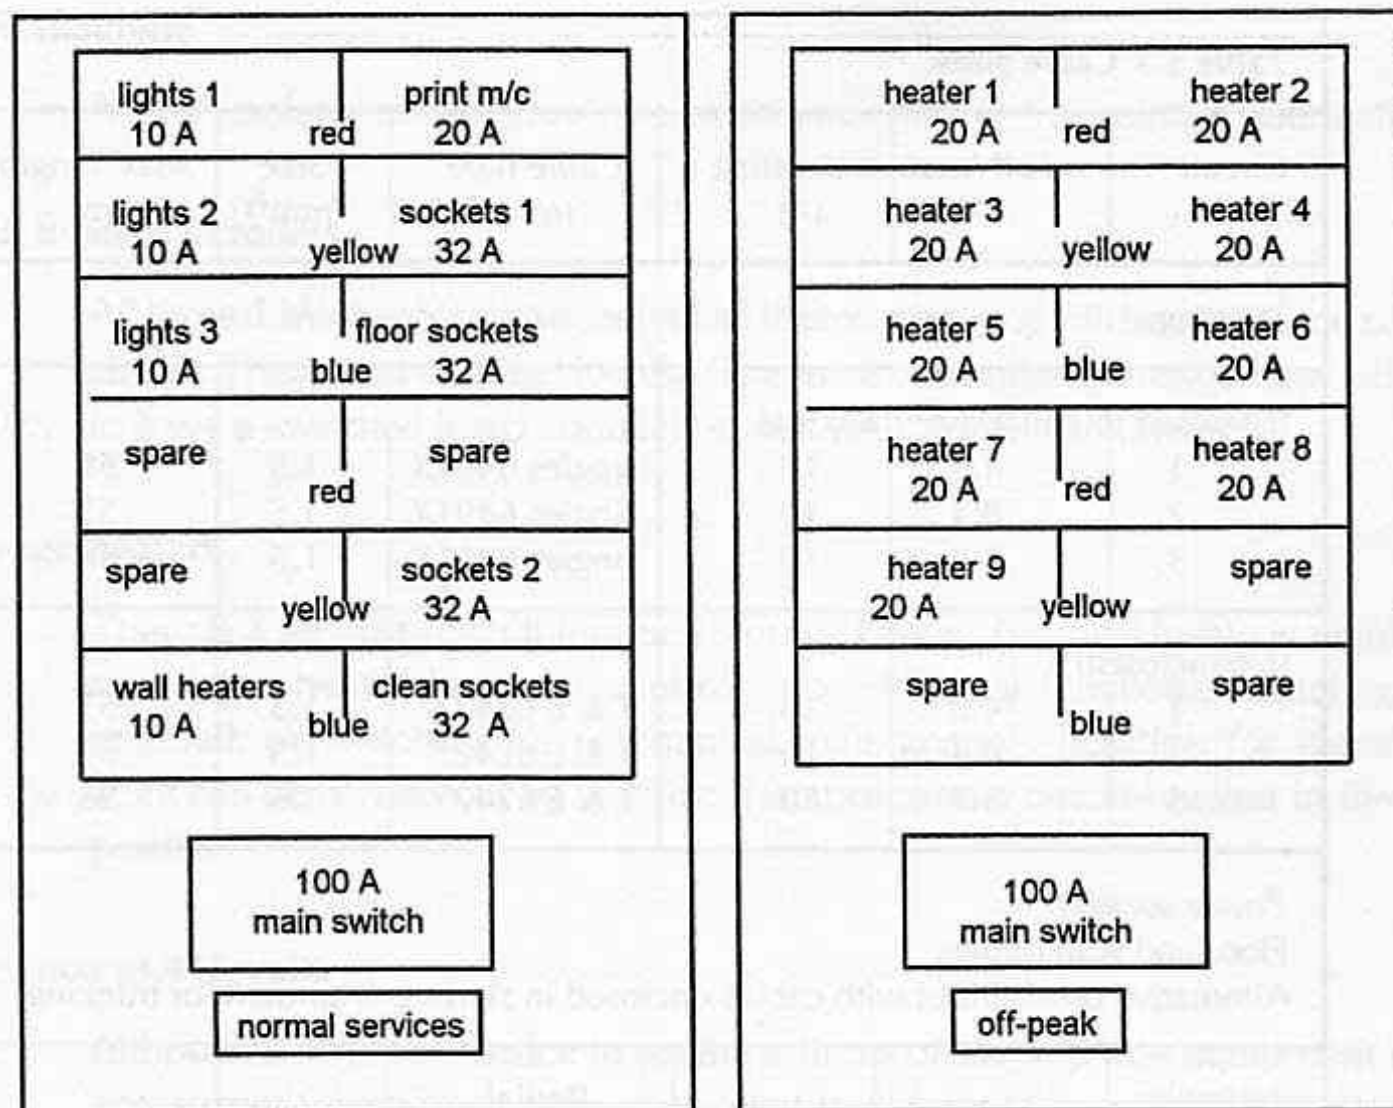 lights 1 print m/c
10 A red 20 A
lights 2 sockets 1
10 A yellow 32 A
lights 3 floor sockets
10 A blue 32 A
spare spare
red
spare sockets 2
yellow 32 A
wall heaters clean sockets
10 A blue 32 A
100 A
main switch
normal services
heater 1 heater 2
20 A red 20 A
heater 3 heater 4
20 A yellow 20 A
heater 5 heater 6
20 A blue 20 A
heater 7 heater 8
20 A red 20 A
heater 9 spare
20 A yellow
spare spare
blue
100 A
main switch
off-peak